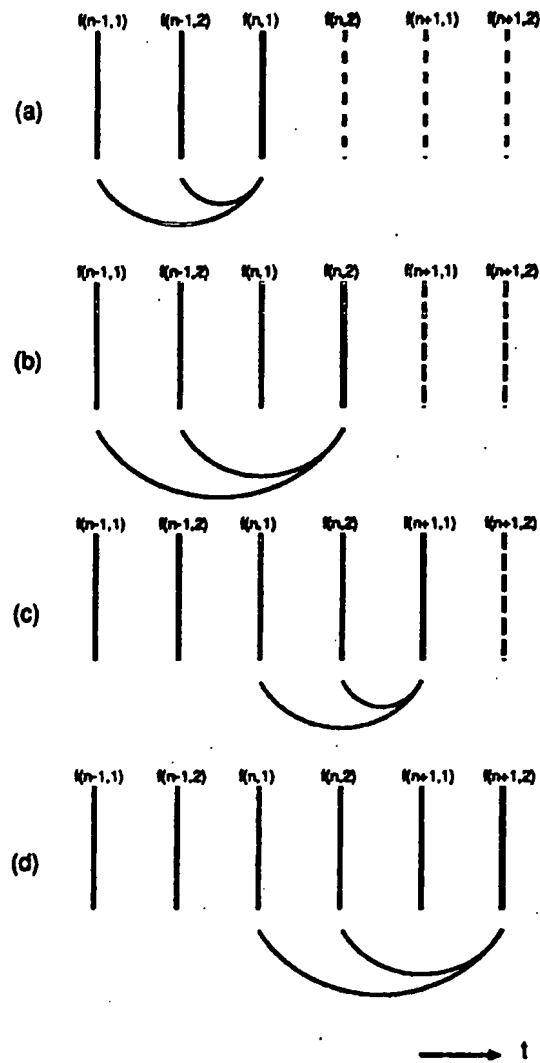 f(n-1,1) f(n-1,2) f(n,1) f(n,2) f(n+1,1) f(n+1,2)
(a)
f(n-1,1) f(n-1,2) f(n,1) f(n,2) f(n+1,1) f(n+1,2)
(b)
f(n-1,1) f(n-1,2) f(n,1) f(n,2) f(n+1,1) f(n+1,2)
(c)
f(n-1,1) f(n-1,2) f(n,1) f(n,2) f(n+1,1) f(n+1,2)
(d)
t